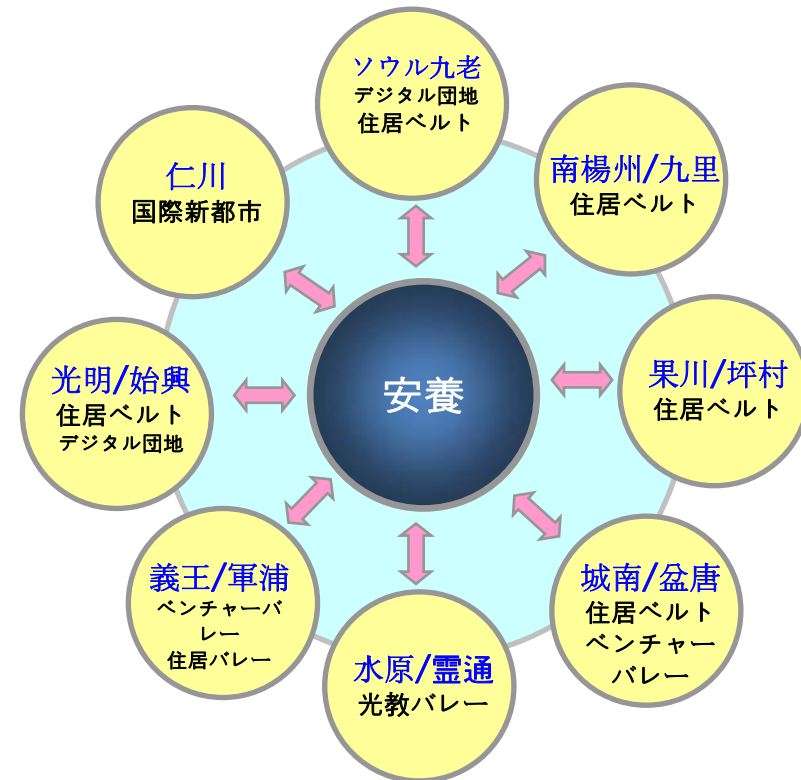 ソウル九老
デジタル団地
住居ベルト
南楊州/九里
住居ベルト
仁川
国際新都市
果川/坪村
住居ベルト
安養
光明/始興
住居ベルト
デジタル団地
城南/盆唐
住居ベルト
ベンチャー
バレー
義王/軍浦
ベンチャーバ
レー
住居バレー
水原/霊通
光教バレー